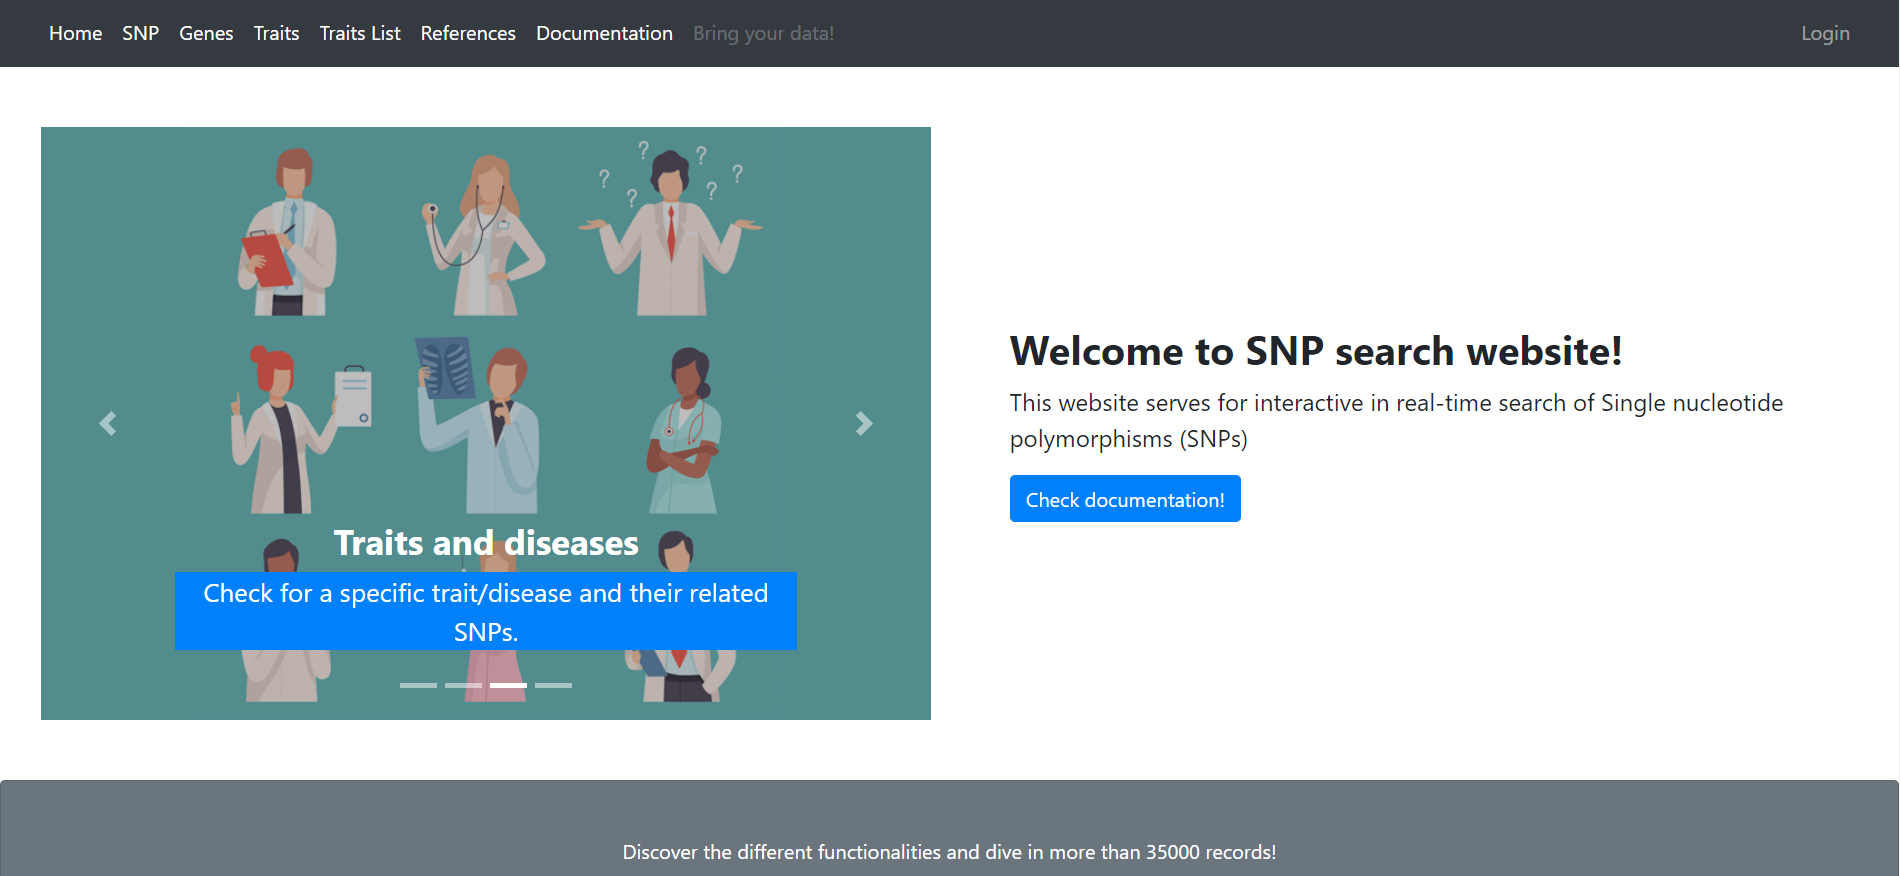 Home SNP Genes Traits Traits List References Documentation Bring your data! Login
? ? ? ? ? ?
Traits and diseases
Check for a specific trait/disease and their related
SNPs.
Welcome to SNP search website!
This website serves for interactive in real-time search of Single nucleotide
polymorphisms (SNPs)
Check documentation!
Discover the different functionalities and dive in more than 35000 records!